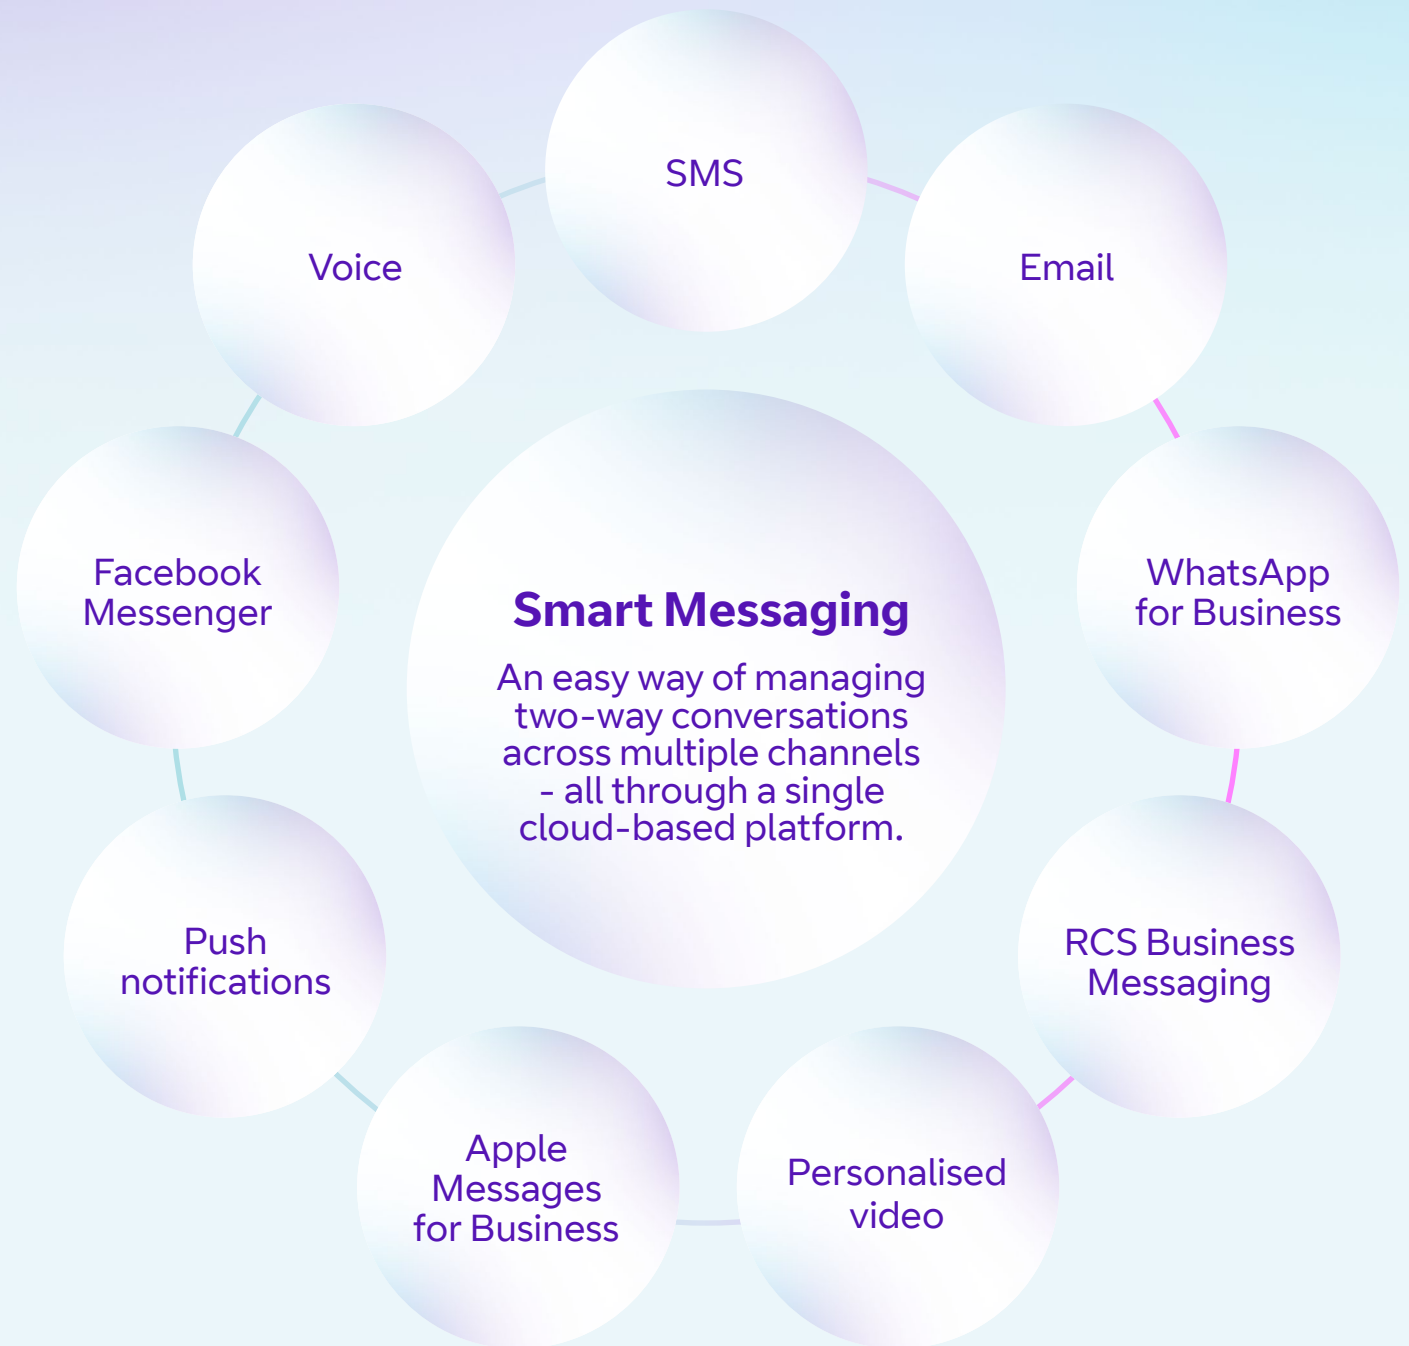 SMS
Voice
Email
Facebook
Messenger
WhatsApp
for Business
Smart Messaging
An easy way of managing
two-way conversations
across multiple channels
- all through a single
cloud-based platform.
Push
notifications
RCS Business
Messaging
Apple
Messages
for Business
Personalised
video